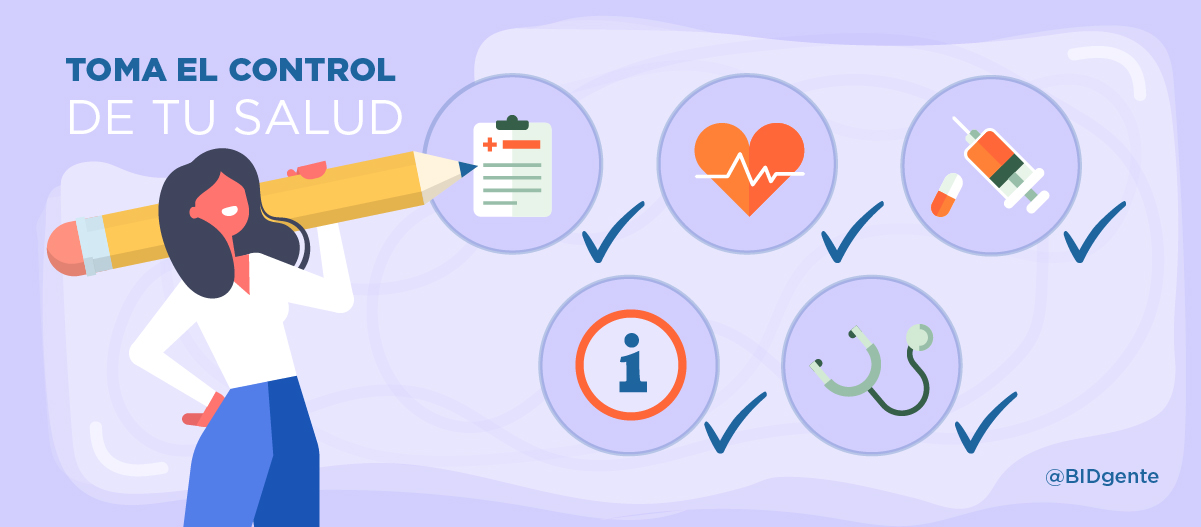 TOMA EL CONTROL
DE TU SALUD
i
@BIDgente